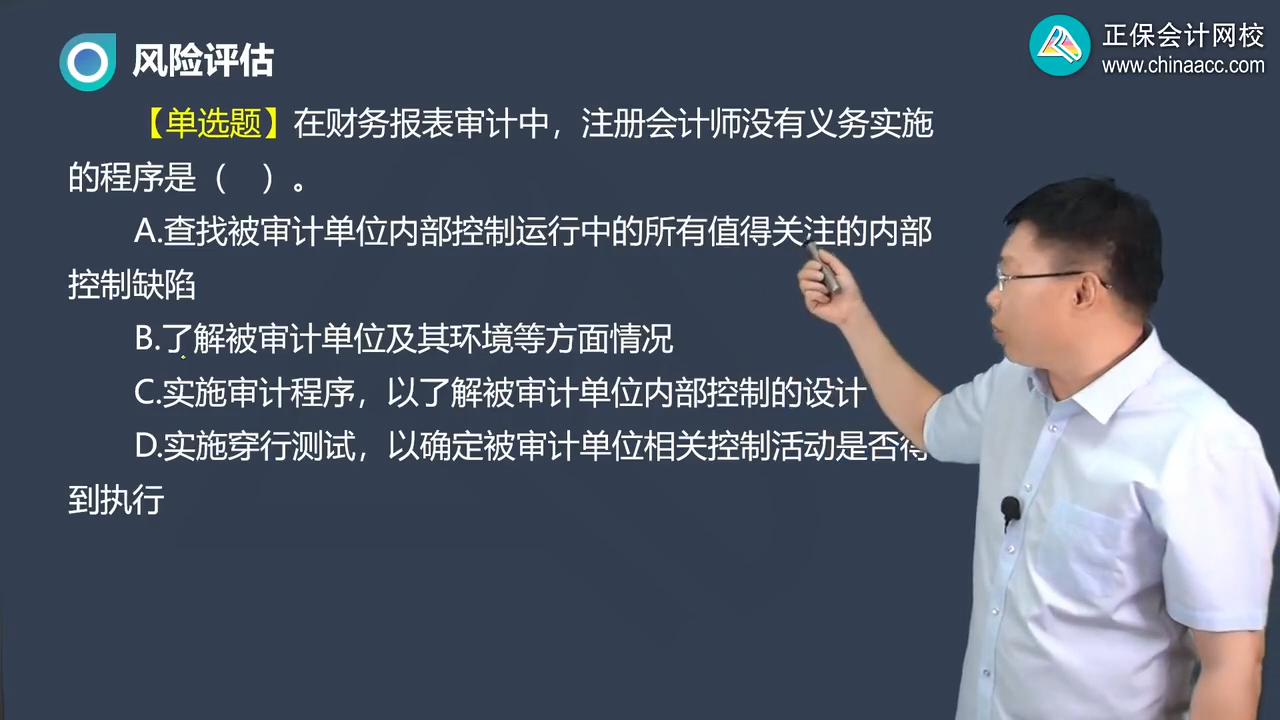 正保会计网校
www.chinaacc.com
风险评估
【单选题】在财务报表审计中，注册会计师没有义务实施
的程序是（ ）。
A.查找被审计单位内部控制运行中的所有值得关注的内部
控制缺陷
B.了解被审计单位及其环境等方面情况
C.实施审计程序，以了解被审计单位内部控制的设计
D.实施穿行测试，以确定被审计单位相关控制活动是否得
到执行